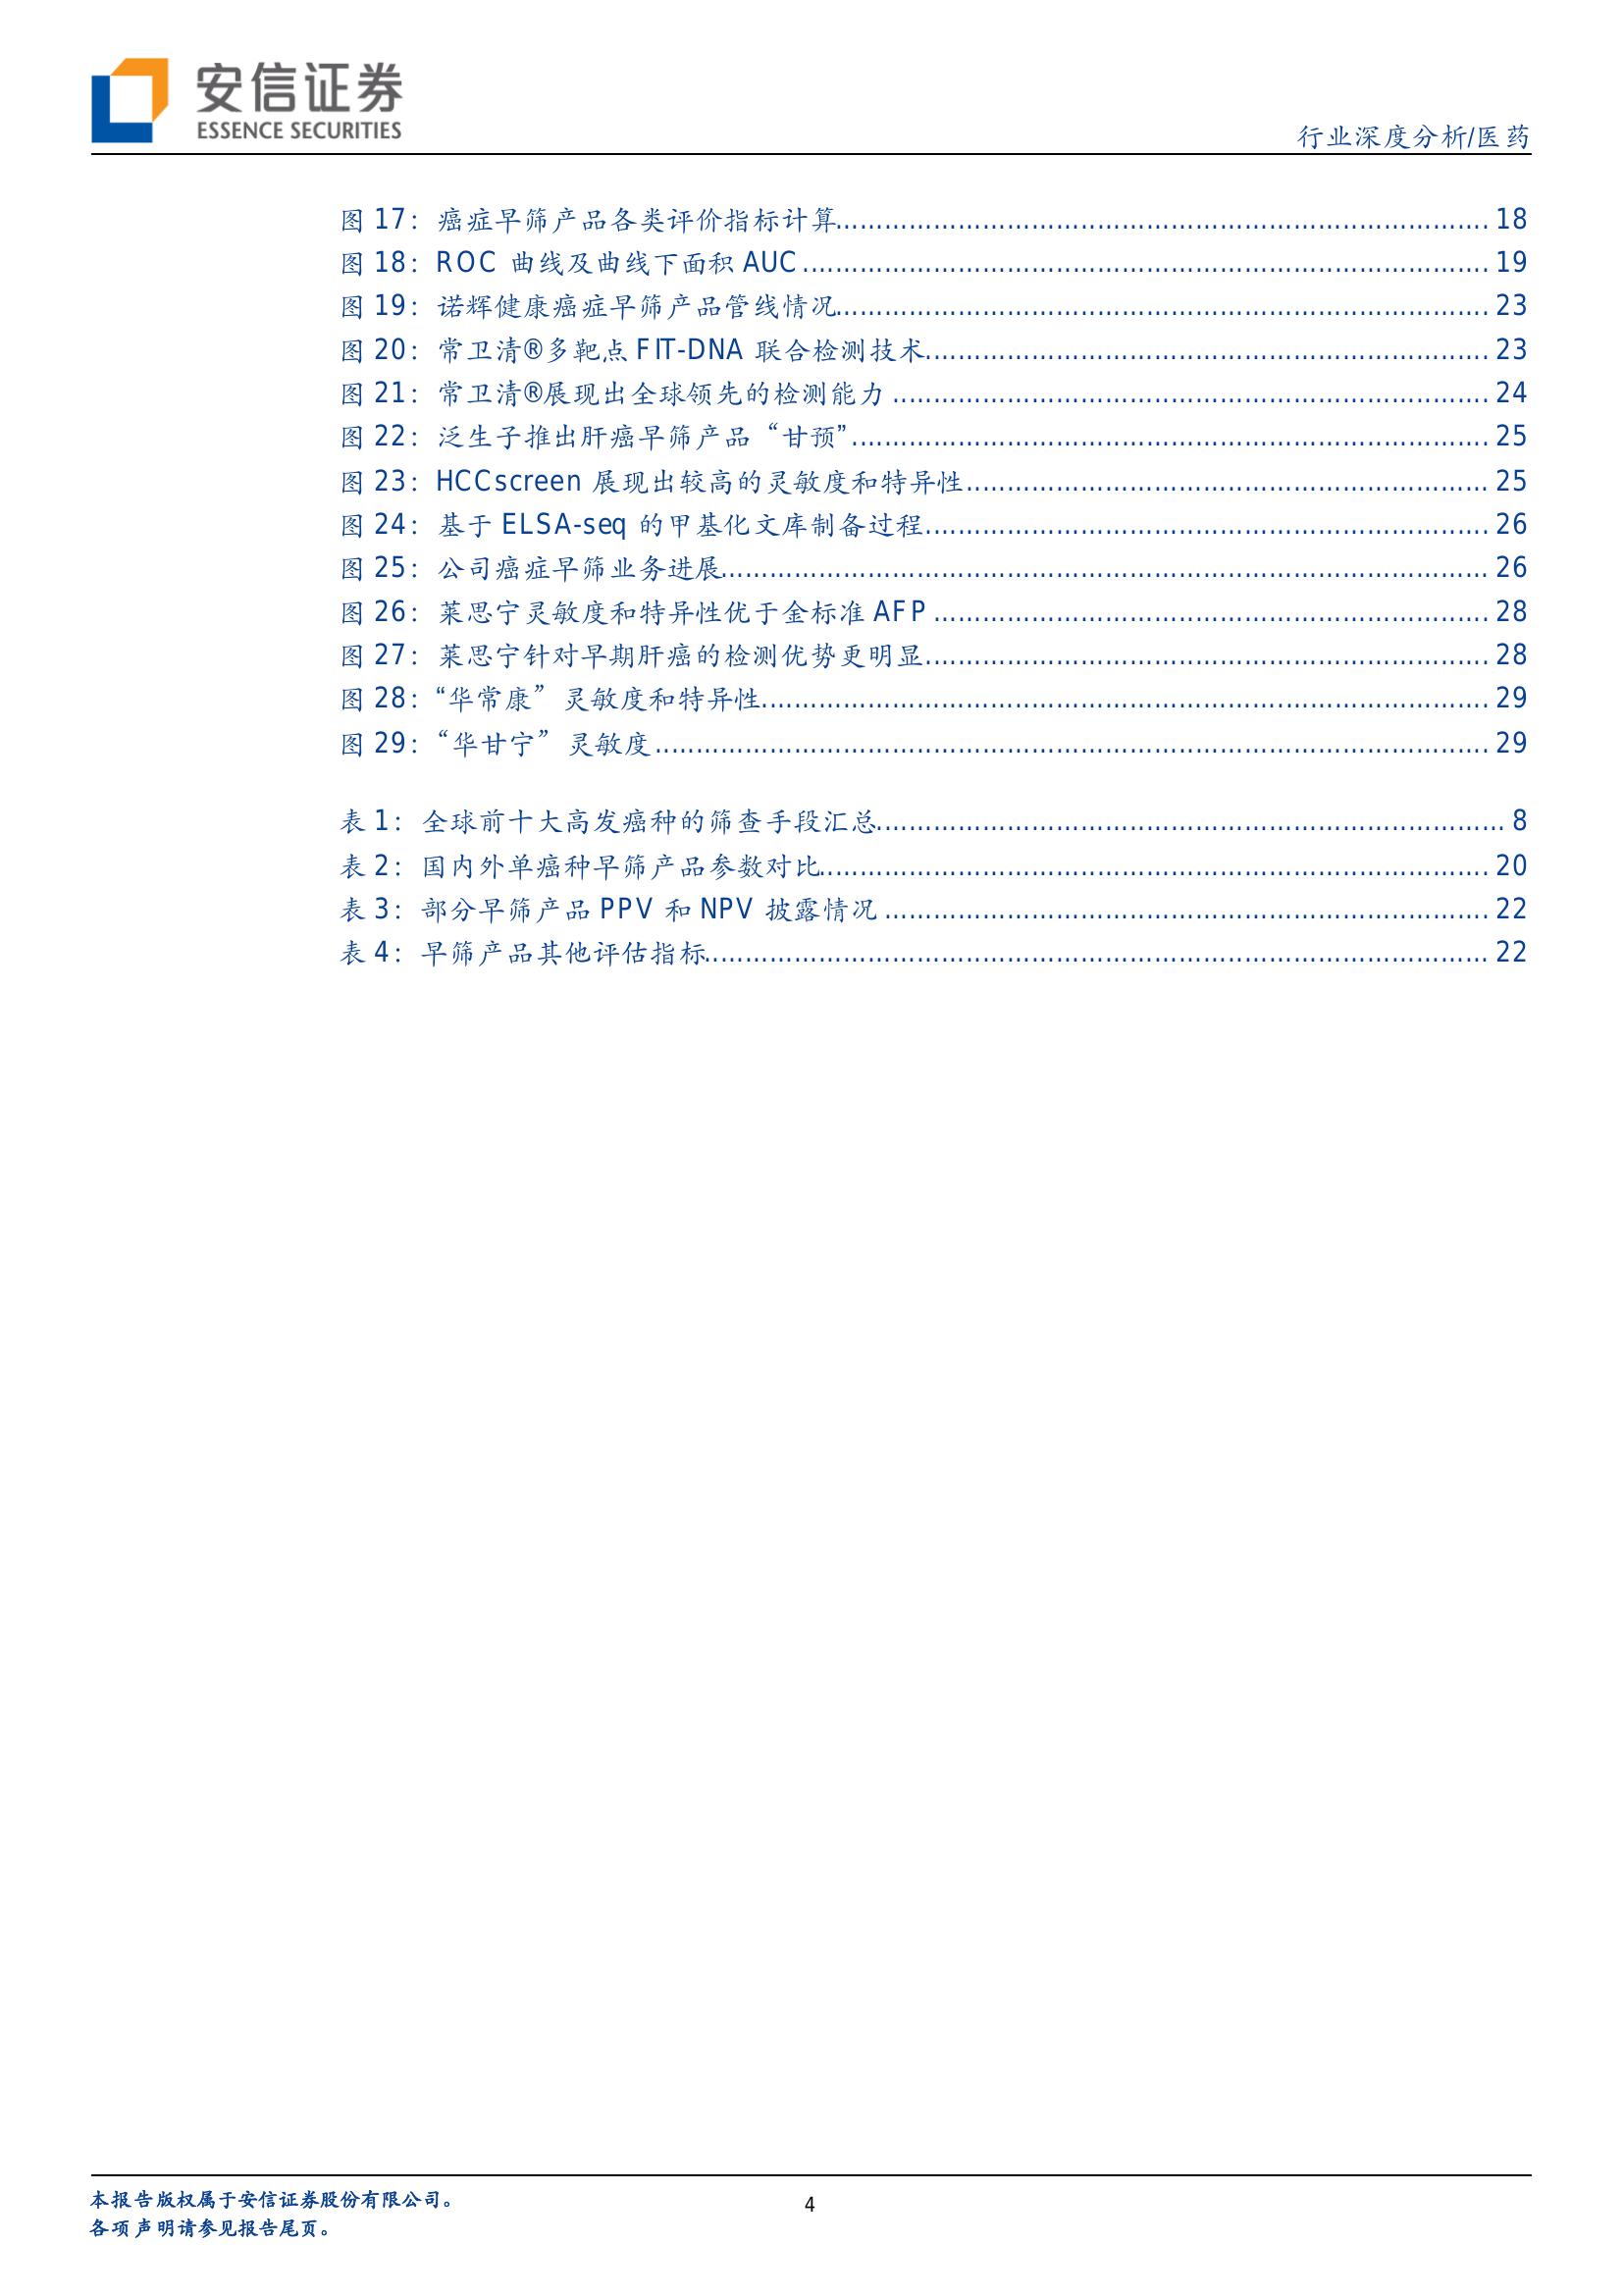 安信证券
ESSENCE SECURITIES
行业深度分析/医药
图 17：癌症早筛产品各类评价指标计算 18
图 18：ROC 曲线及曲线下面积 AUC 19
图 19：诺辉健康癌症早筛产品管线情况 23
图 20：常卫清®多靶点 FIT-DNA 联合检测技术 23
图 21：常卫清®展现出全球领先的检测能力 24
图 22：泛生子推出肝癌早筛产品“甘预” 25
图 23：HCCscreen 展现出较高的灵敏度和特异性 25
图 24：基于 ELSA-seq 的甲基化文库制备过程 26
图 25：公司癌症早筛业务进展 26
图 26：莱思宁灵敏度和特异性优于金标准 AFP 28
图 27：莱思宁针对早期肝癌的检测优势更明显 28
图 28：“华常康”灵敏度和特异性 29
图 29：“华甘宁”灵敏度 29
表 1：全球前十大高发癌种的筛查手段汇总 8
表 2：国内外单癌种早筛产品参数对比 20
表 3：部分早筛产品 PPV 和 NPV 披露情况 22
表 4：早筛产品其他评估指标 22
本报告版权属于安信证券股份有限公司。
各项声明请参见报告尾页。
4